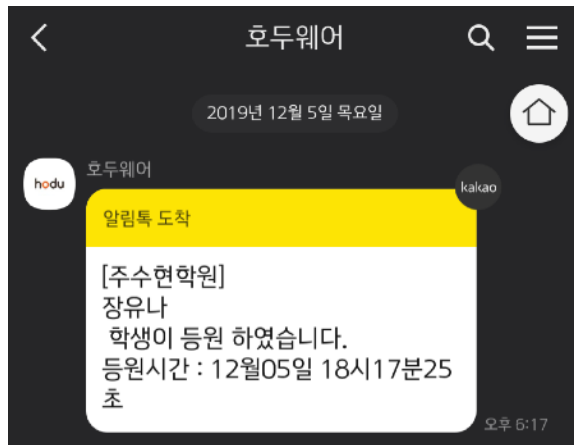 호두웨어
2019년 12월 5일 목요일
hodu
호두웨어
kakao
알림톡 도착
[주수현학원]
장유나
학생이 등원 하였습니다.
등원시간 : 12월05일 18시17분25
초
오후 6:17